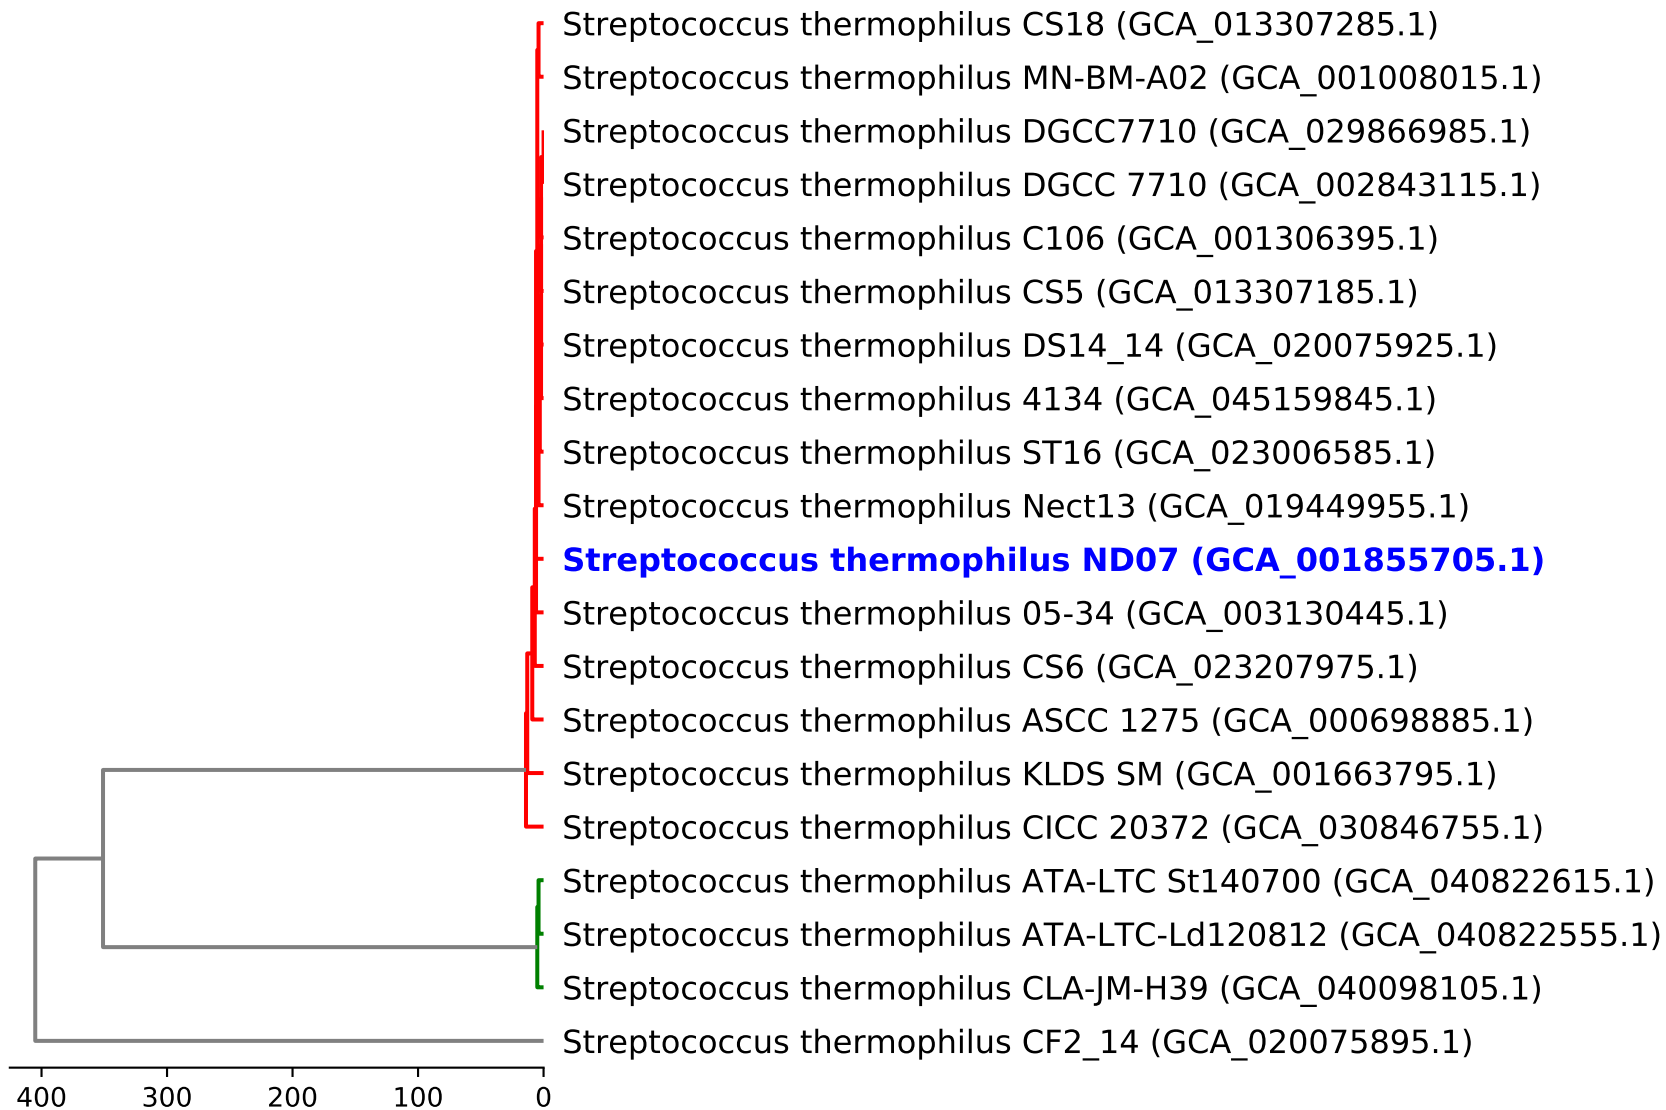 Streptococcus thermophilus CS18 (GCA_013307285.1)
Streptococcus thermophilus MN-BM-A02 (GCA_001008015.1)
Streptococcus thermophilus DGCC7710 (GCA_029866985.1)
Streptococcus thermophilus DGCC 7710 (GCA_002843115.1)
Streptococcus thermophilus C106 (GCA_001306395.1)
Streptococcus thermophilus CS5 (GCA_013307185.1)
Streptococcus thermophilus DS14_14 (GCA_020075925.1)
Streptococcus thermophilus 4134 (GCA_045159845.1)
Streptococcus thermophilus ST16 (GCA_023006585.1)
Streptococcus thermophilus Nect13 (GCA_019449955.1)
Streptococcus thermophilus ND07 (GCA_001855705.1)
Streptococcus thermophilus 05-34 (GCA_003130445.1)
Streptococcus thermophilus CS6 (GCA_023207975.1)
Streptococcus thermophilus ASCC 1275 (GCA_000698885.1)
Streptococcus thermophilus KLDS SM (GCA_001663795.1)
Streptococcus thermophilus CICC 20372 (GCA_030846755.1)
Streptococcus thermophilus ATA-LTC St140700 (GCA_040822615.1)
Streptococcus thermophilus ATA-LTC-Ld120812 (GCA_040822555.1)
Streptococcus thermophilus CLA-JM-H39 (GCA_040098105.1)
Streptococcus thermophilus CF2_14 (GCA_020075895.1)
400 300 200 100 0